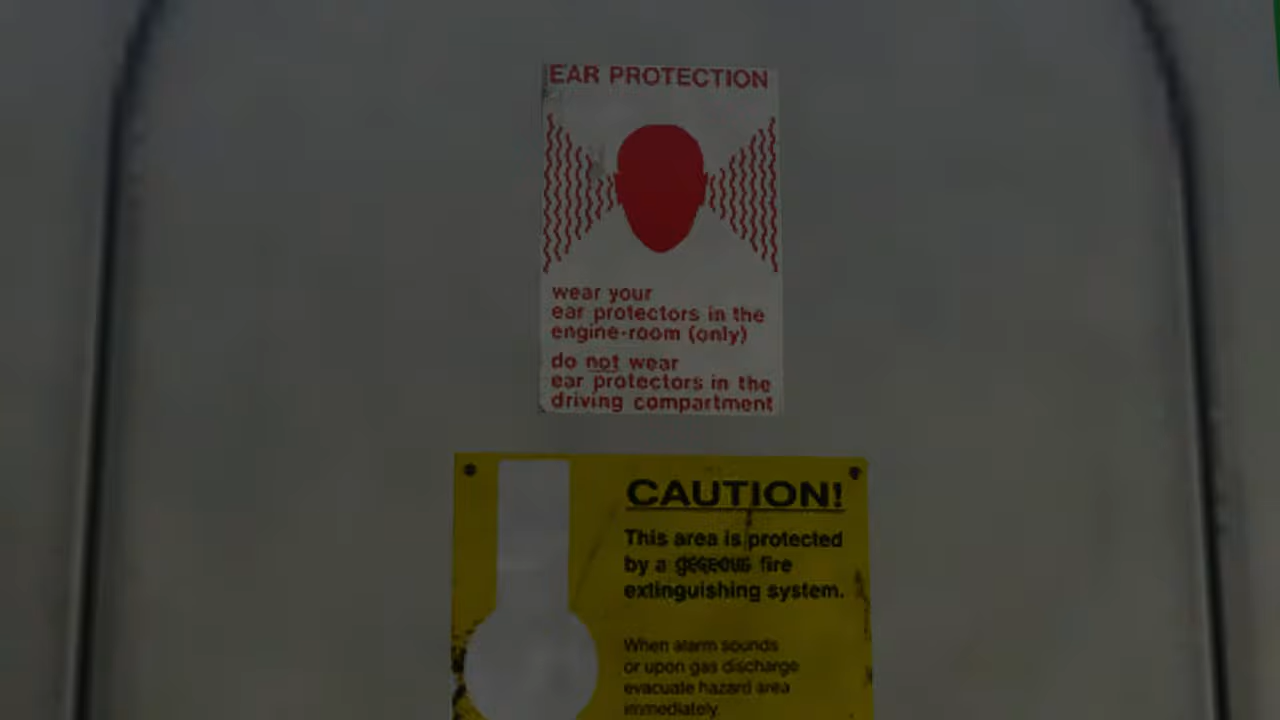 EAR PROTECTION
wear your
ear protectors in the
engine-room (only)
do not wear
ear protectors in the
driving compartment
CAUTION!
This area is protected
by a fire
extinguishing system.
When alarm sounds
or upon gas discharge
evacuate hazard area
immediately.